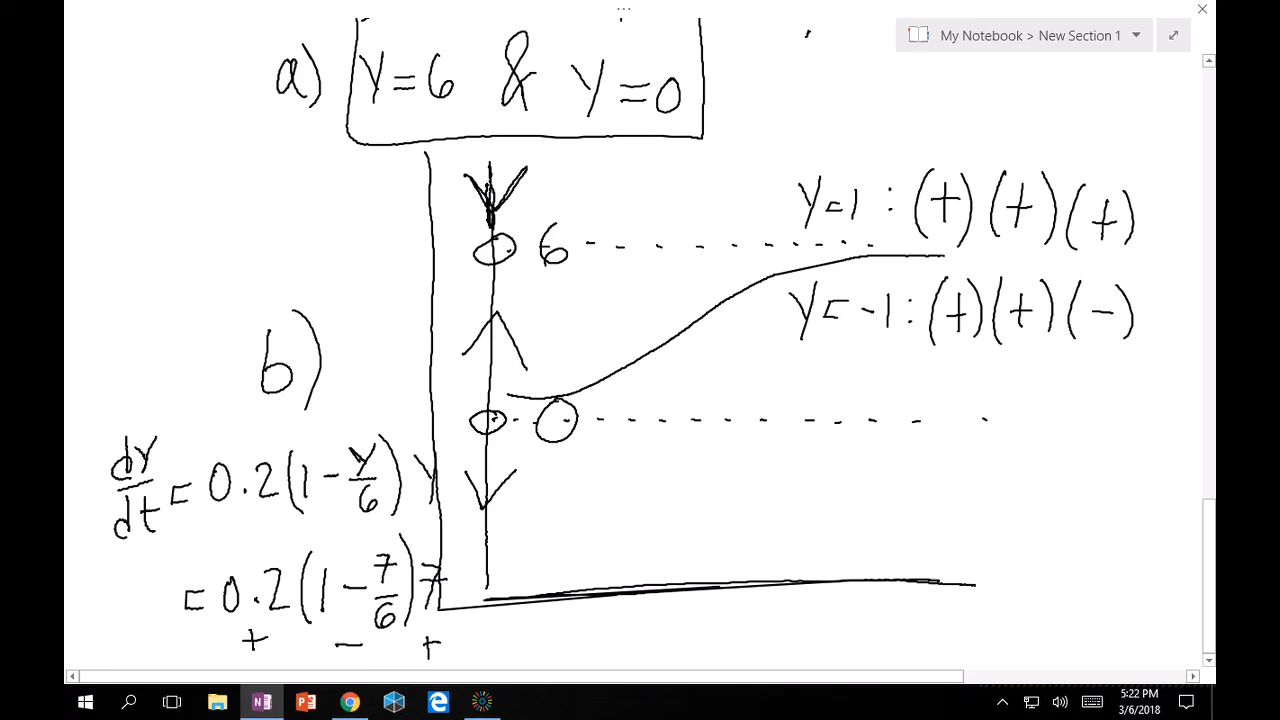 My Notebook > New Section 1
a) Y=6 & Y=0
Y=1 : (+)(+)(+)
6
Y=-1 : (+)(+)(-)
b)
0
dY/dt = 0.2(1-Y/6)Y
= 0.2(1-7/6)7
+ - +
5:22 PM
3/6/2018